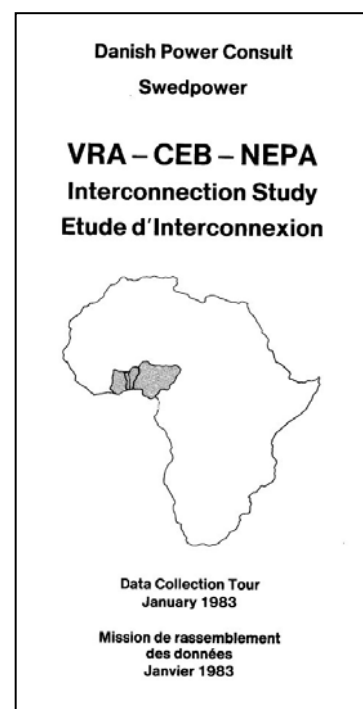 Danish Power Consult
Swedpower
VRA – CEB – NEPA
Interconnection Study
Etude d'Interconnexion
Data Collection Tour
January 1983
Mission de rassemblement
des données
Janvier 1983